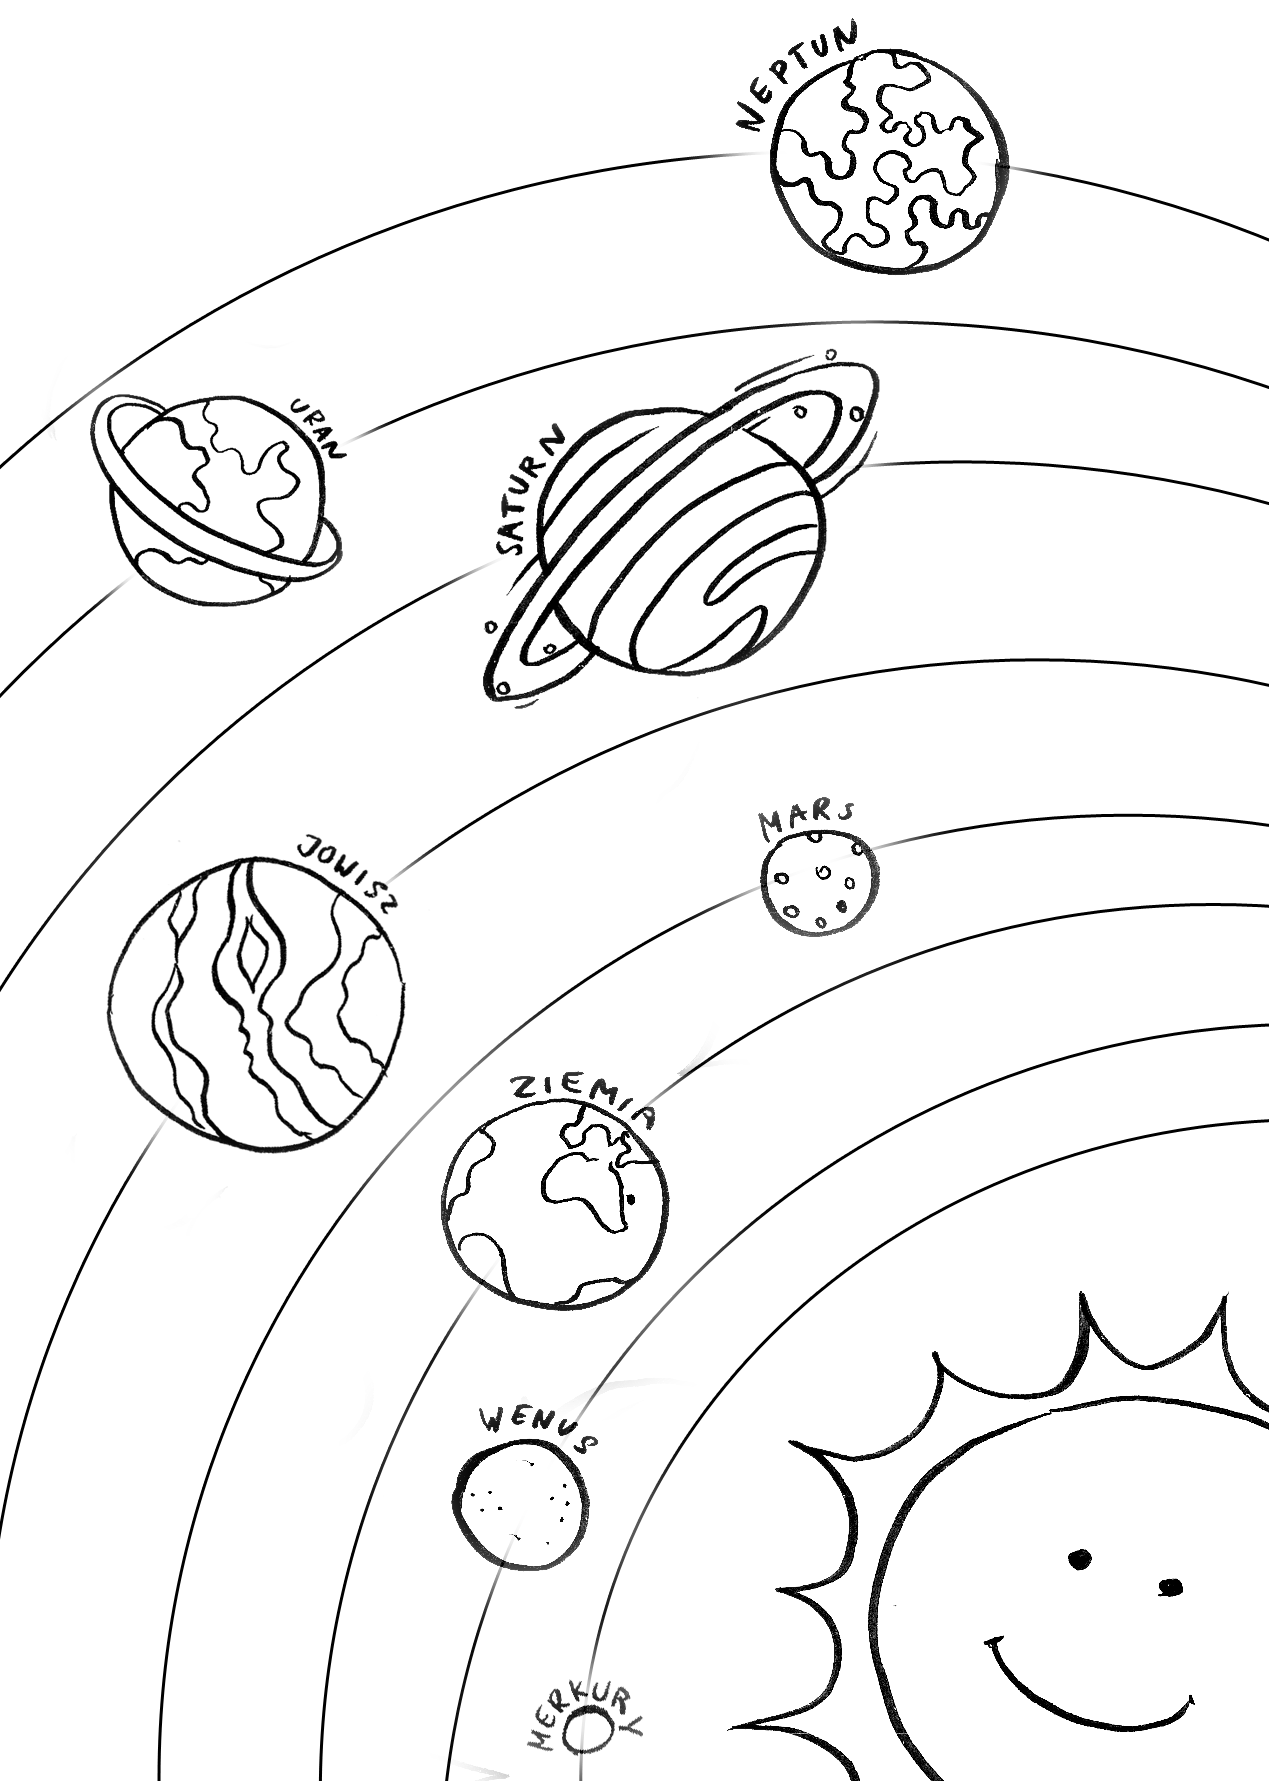 NEPTUN
URAN
SATURN
MARS
JOWISZ
ZIEMIA
WENUS
MERKURY